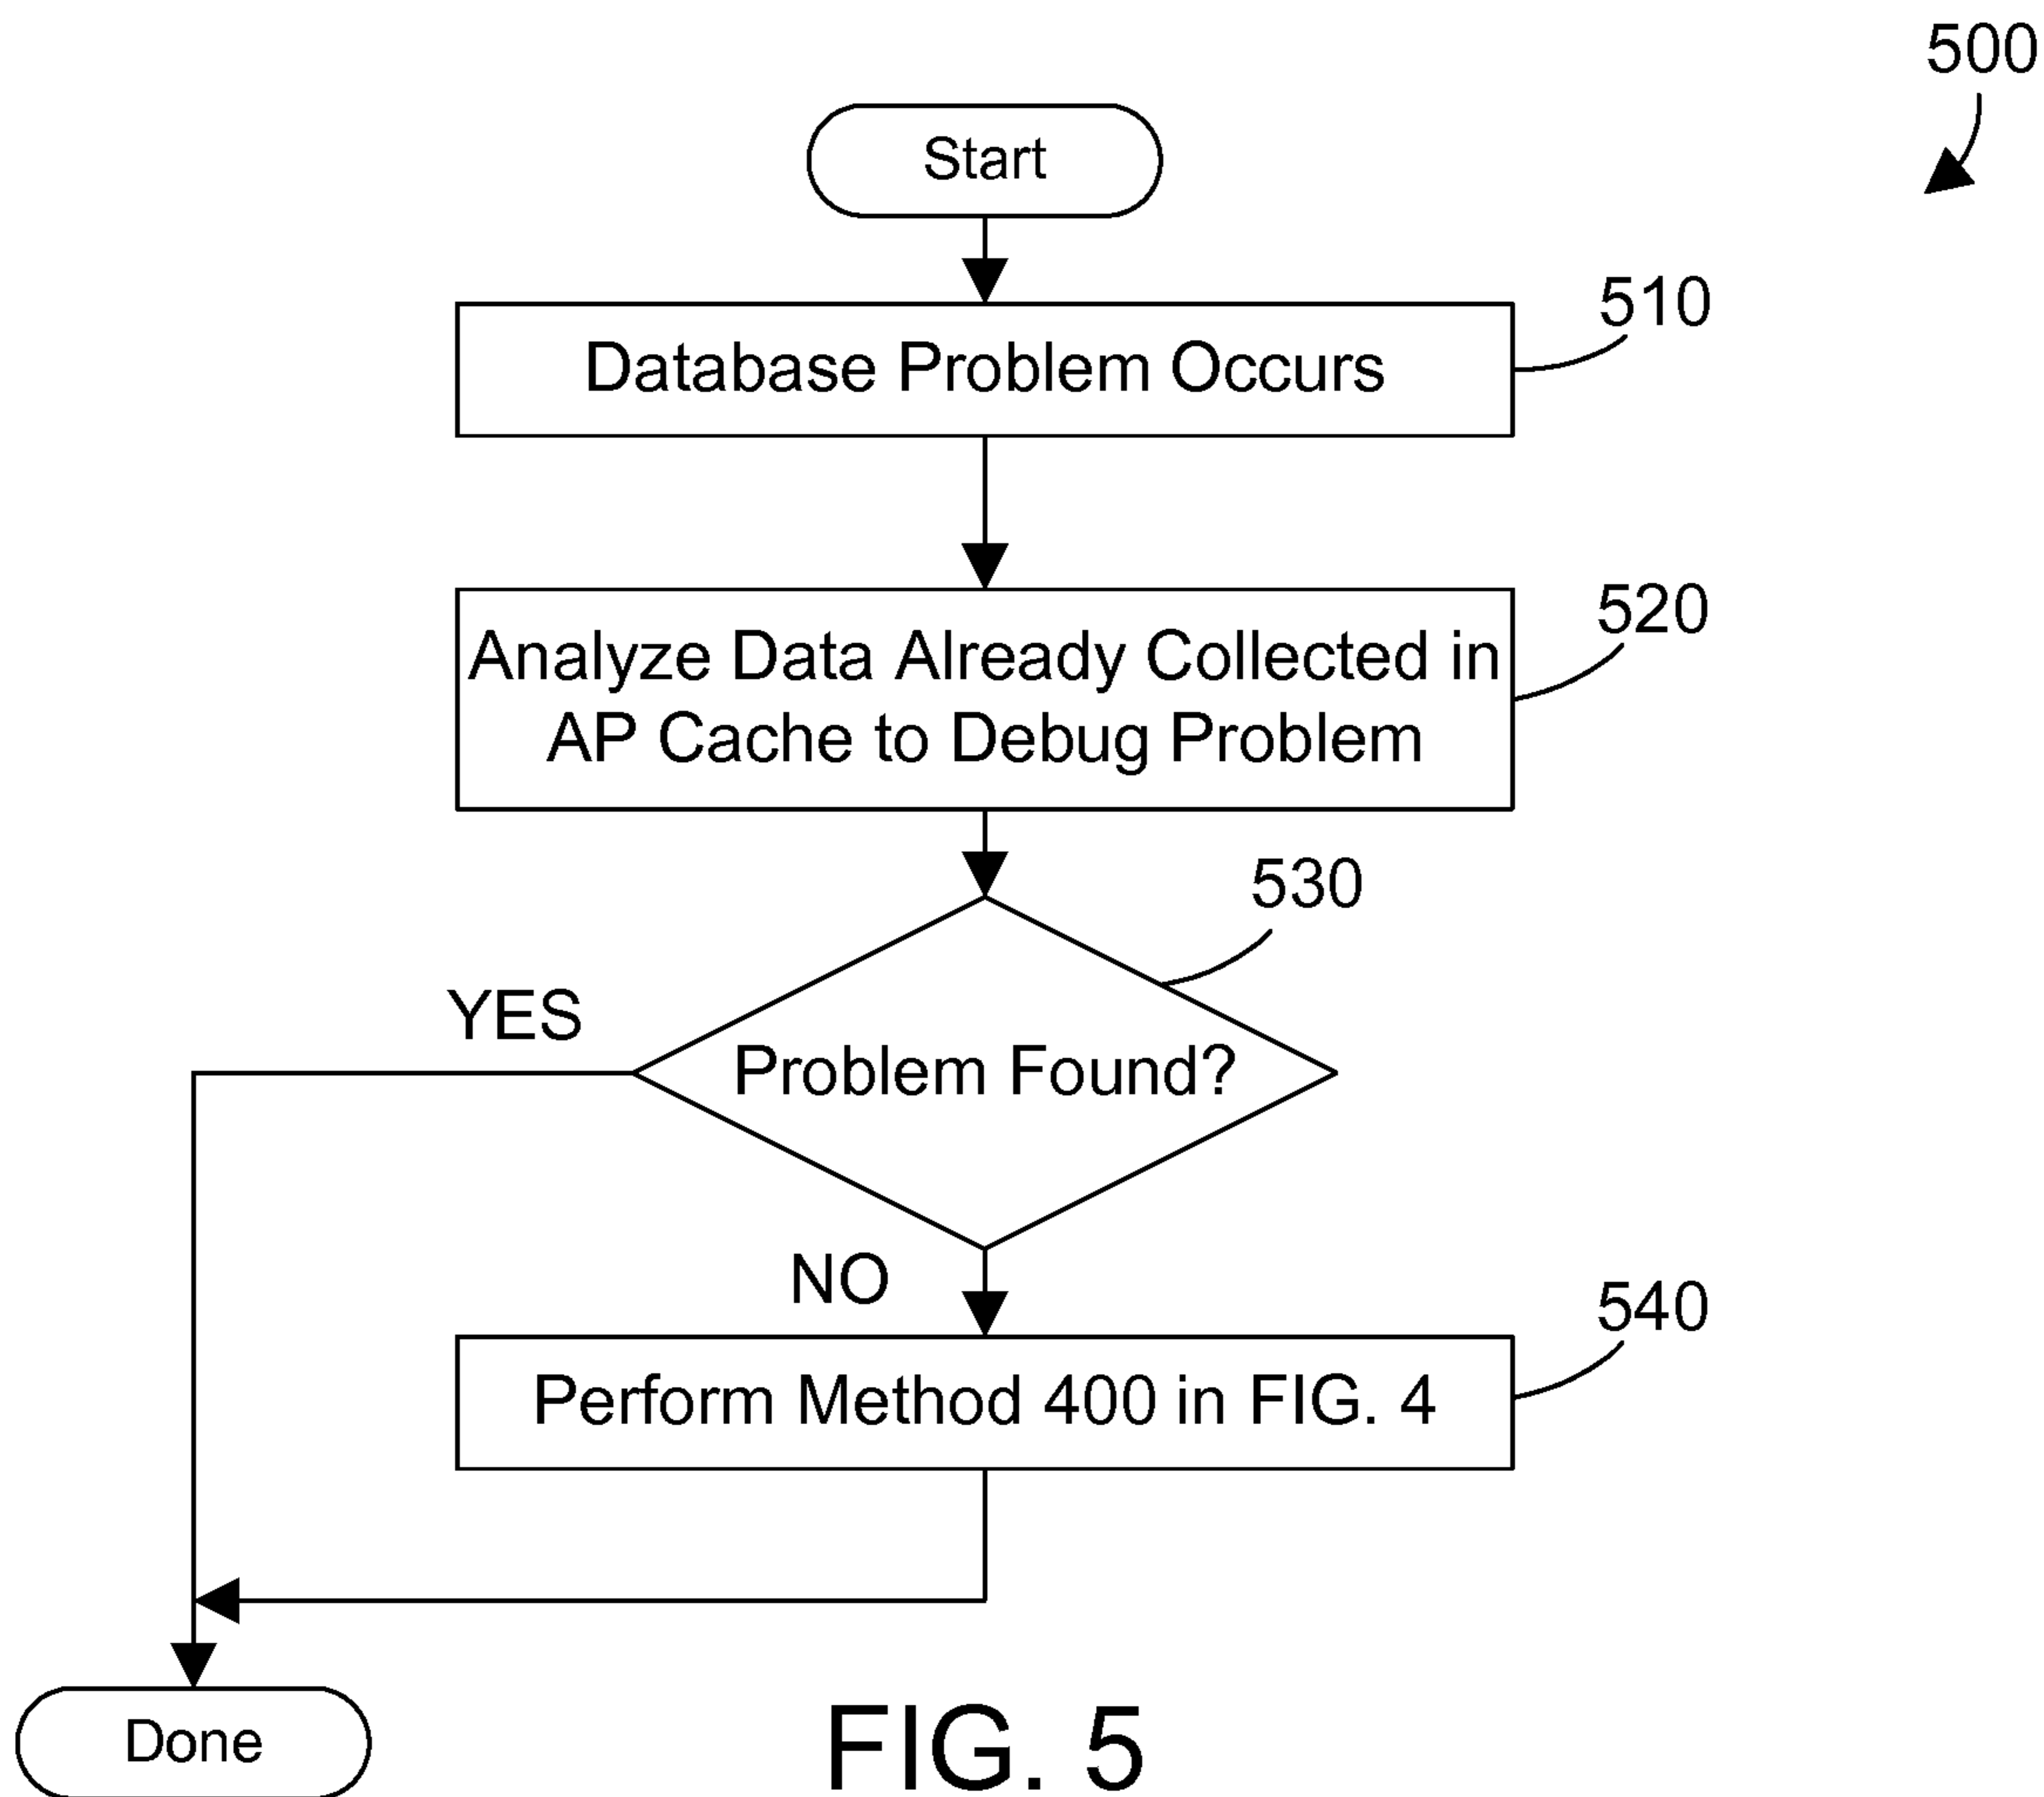 500
Start
510
Database Problem Occurs
520
Analyze Data Already Collected in
AP Cache to Debug Problem
530
YES
Problem Found?
NO
540
Perform Method 400 in FIG. 4
Done
FIG. 5